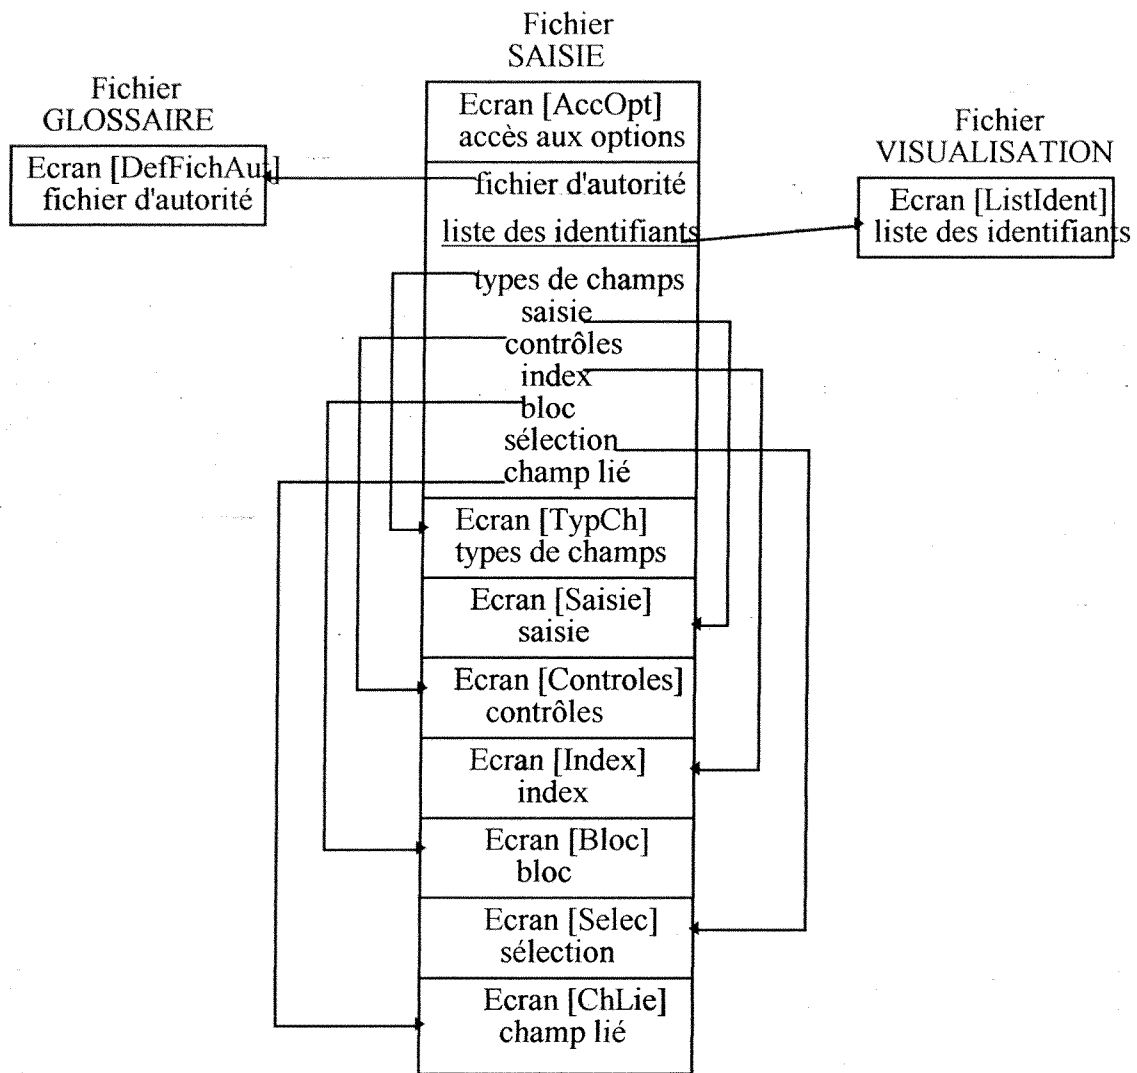 Fichier
SAISIE
Fichier
GLOSSAIRE
Ecran [DefFichAut]
fichier d'autorité
Ecran [AccOpt]
accès aux options
fichier d'autorité
liste des identifiants
types de champs
saisie
contrôles
index
bloc
sélection
champ lié
Fichier
VISUALISATION
Ecran [ListIdent]
liste des identifiants
Ecran [TypCh]
types de champs
Ecran [Saisie]
saisie
Ecran [Controles]
contrôles
Ecran [Index]
index
Ecran [Bloc]
bloc
Ecran [Selec]
sélection
Ecran [ChLie]
champ lié